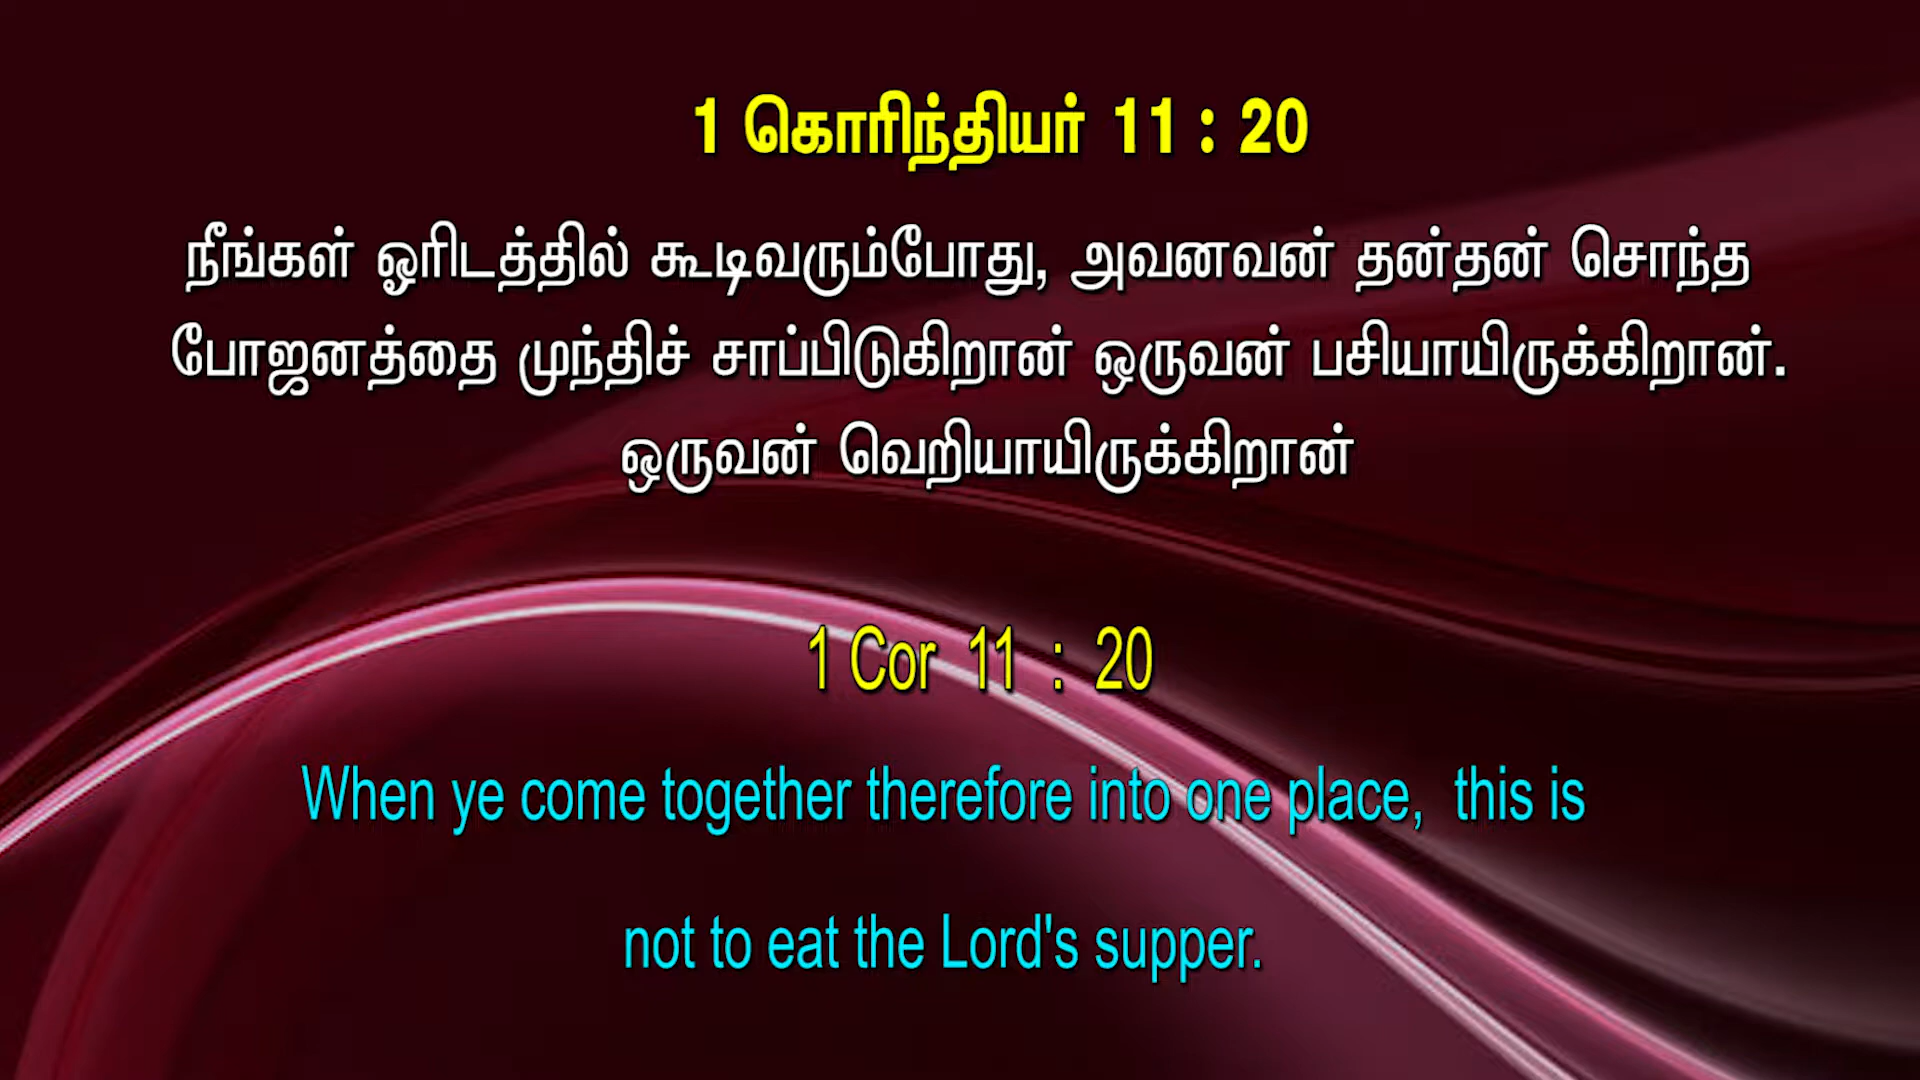 1 கொரிந்தியர் 11 : 20
நீங்கள் ஓரிடத்தில் கூடிவரும்போது, அவனவன் தன்தன் சொந்த
போஜனத்தை முந்திச் சாப்பிடுகிறான் ஒருவன் பசியாயிருக்கிறான்.
ஒருவன் வெறியாயிருக்கிறான்
1 Cor 11 : 20
When ye come together therefore into one place, this is
not to eat the Lord's supper.